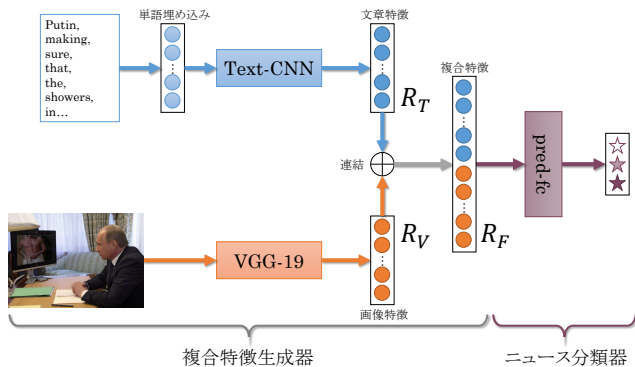 Putin,
making,
sure,
that,
the,
showers,
in...
単語埋め込み
Text-CNN
文章特徴
R_T
複合特徴
連結
pred-fc
VGG-19
R_V
画像特徴
R_F
複合特徴生成器
ニュース分類器